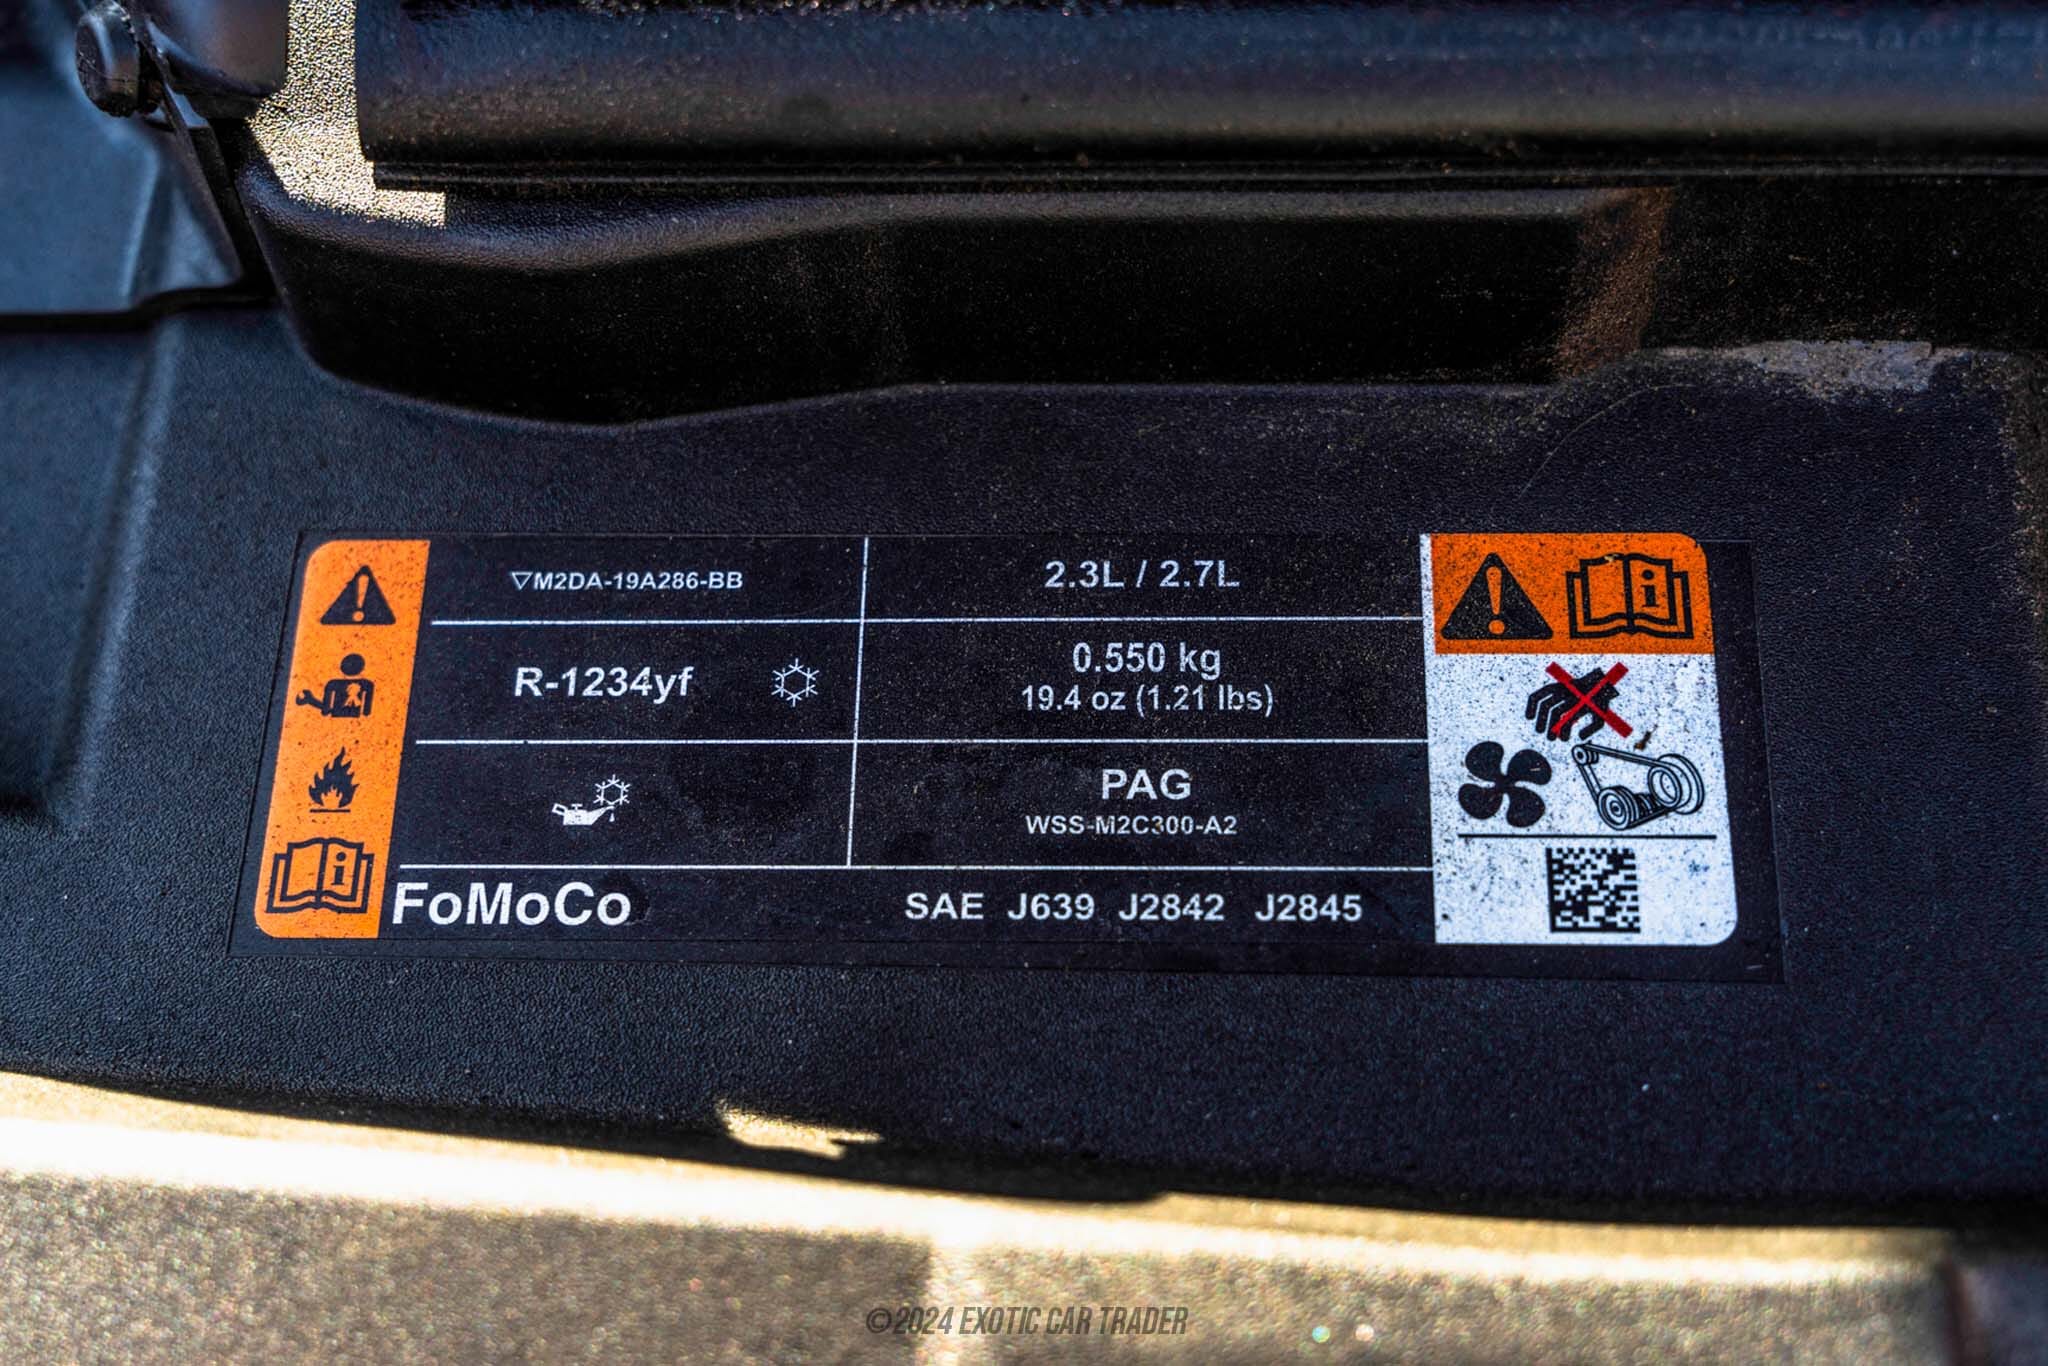 ▽M2DA-19A286-BB
2.3L / 2.7L
R-1234yf
0.550 kg
19.4 oz (1.21 lbs)
PAG
WSS-M2C300-A2
FoMoCo
SAE J639 J2842 J2845
©2024 EXOTIC CAR TRADER